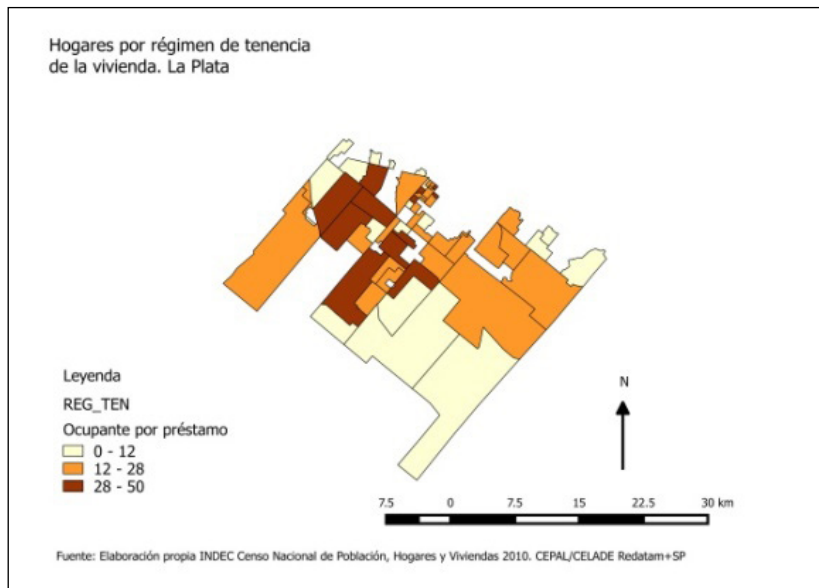 Hogares por régimen de tenencia
de la vivienda. La Plata
Leyenda
REG_TEN
Ocupante por préstamo
0 - 12
12 - 28
28 - 50
N
7.5 0 7.5 15 22.5 30 km
Fuente: Elaboración propia INDEC Censo Nacional de Población, Hogares y Viviendas 2010. CEPAL/CELADE Redatam+SP